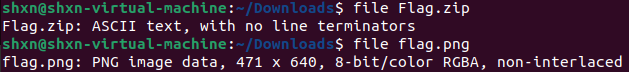 shxn@shxn-virtual-machine:~/Downloads$ file Flag.zip
Flag.zip: ASCII text, with no line terminators
shxn@shxn-virtual-machine:~/Downloads$ file flag.png
flag.png: PNG image data, 471 x 640, 8-bit/color RGBA, non-interlaced